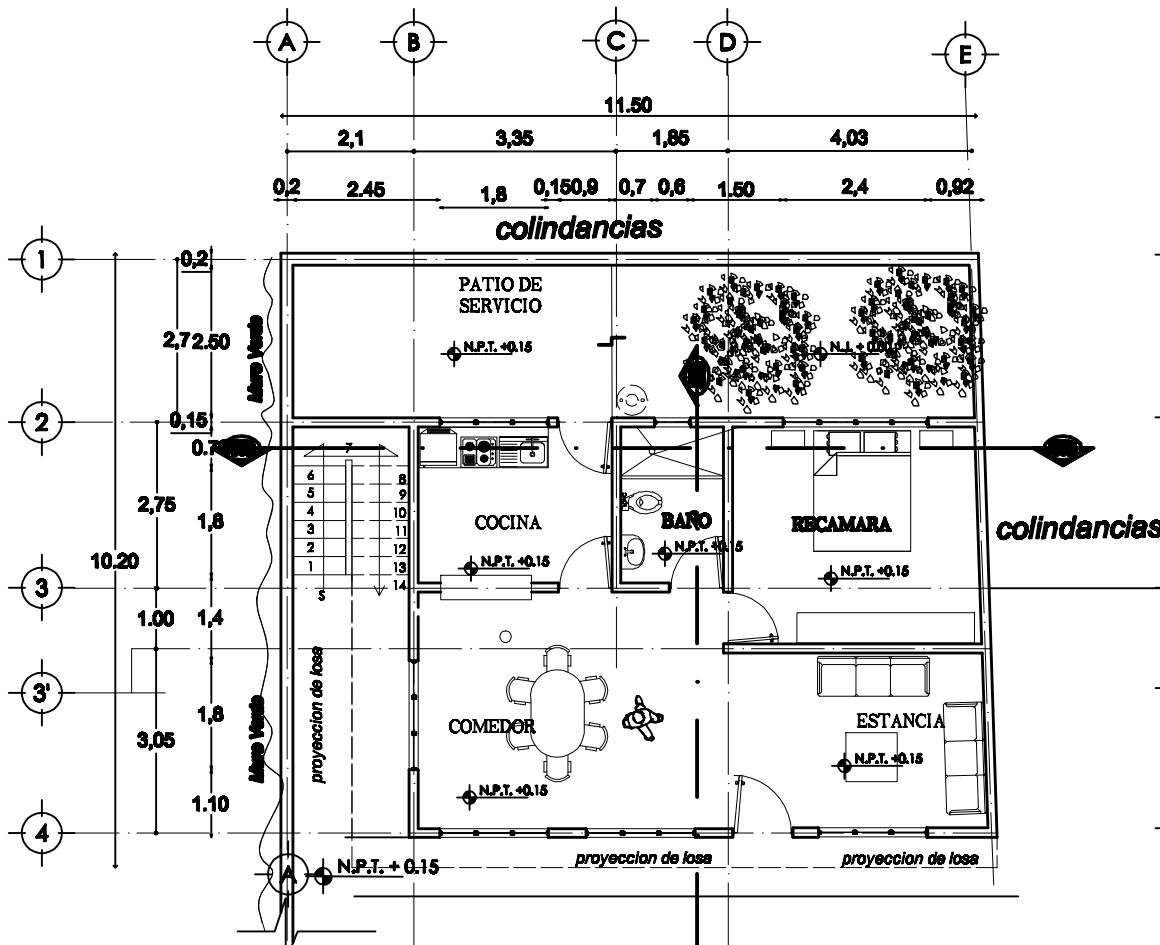 A B C D E
11.50
2,1 3,35 1,85 4,03
0,2 2.45 1,8 0,15 0,9 0,7 0,6 1.50 2,4 0,92
colindancias
1
0,2
PATIO DE
SERVICIO
2,7 2.50
Muro Verde
N.P.T. +0.15
2
0,15
7
6 8
5 9
4 10
3 11
2 12
1 13
14
S
2,75
1,8
COCINA
BAÑO
RECAMARA
colindancias
10.20
N.P.T. +0.15
N.P.T. +0.15
N.P.T. +0.15
3
1.00 1,4
proyeccion de losa
3'
Muro Verde
1,8
3,05
COMEDOR
ESTANCIA
N.P.T. +0.15
N.P.T. +0.15
1.10
4
proyeccion de losa
proyeccion de losa
A
N.P.T. + 0.15